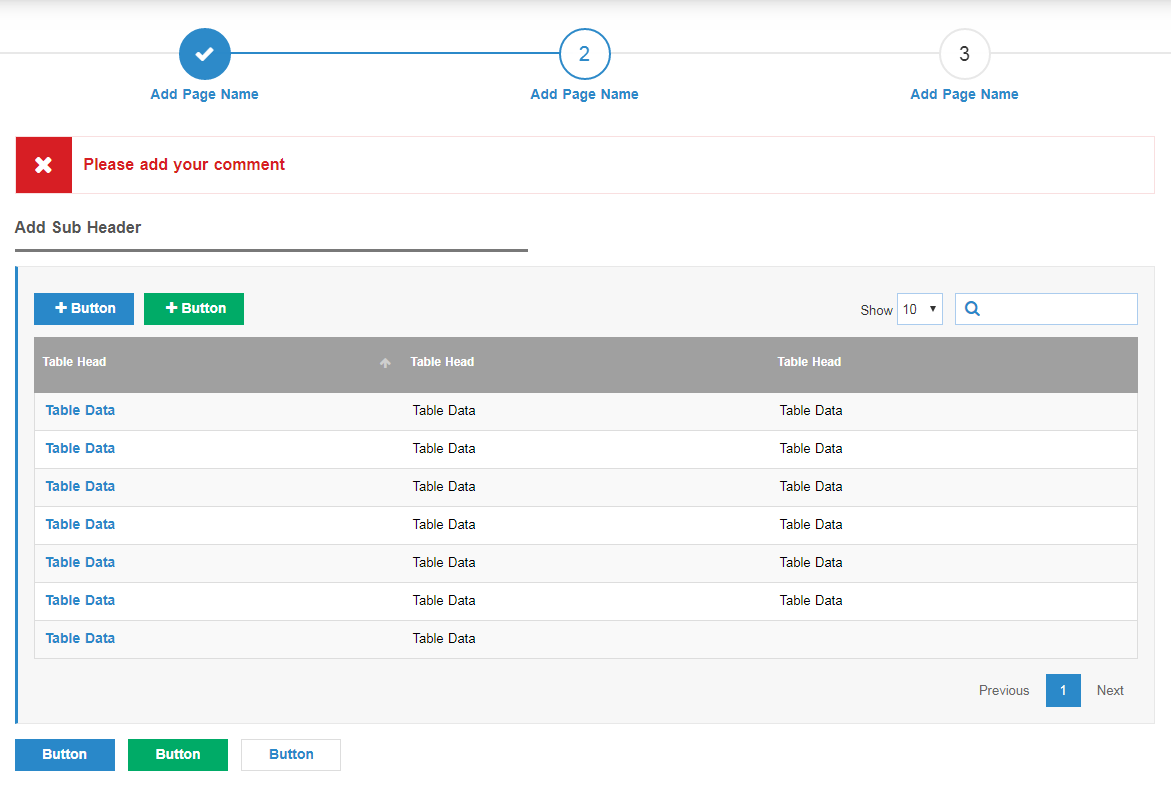 2 3
Add Page Name Add Page Name Add Page Name
Please add your comment
Add Sub Header
Button Button Show 10
Table Head Table Head Table Head
Table Data Table Data Table Data
Table Data Table Data Table Data
Table Data Table Data Table Data
Table Data Table Data Table Data
Table Data Table Data Table Data
Table Data Table Data Table Data
Table Data Table Data
Previous 1 Next
Button Button Button